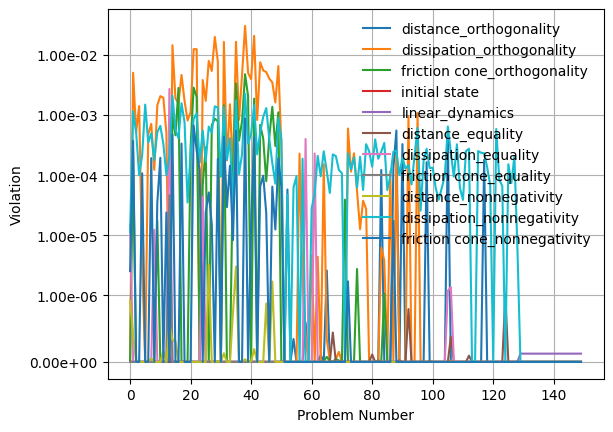 distance_orthogonality
dissipation_orthogonality
friction cone_orthogonality
initial state
linear_dynamics
distance_equality
dissipation_equality
friction cone_equality
distance_nonnegativity
dissipation_nonnegativity
friction cone_nonnegativity
1.00e-02
1.00e-03
1.00e-04
1.00e-05
1.00e-06
0.00e+00
Violation
0 20 40 60 80 100 120 140
Problem Number